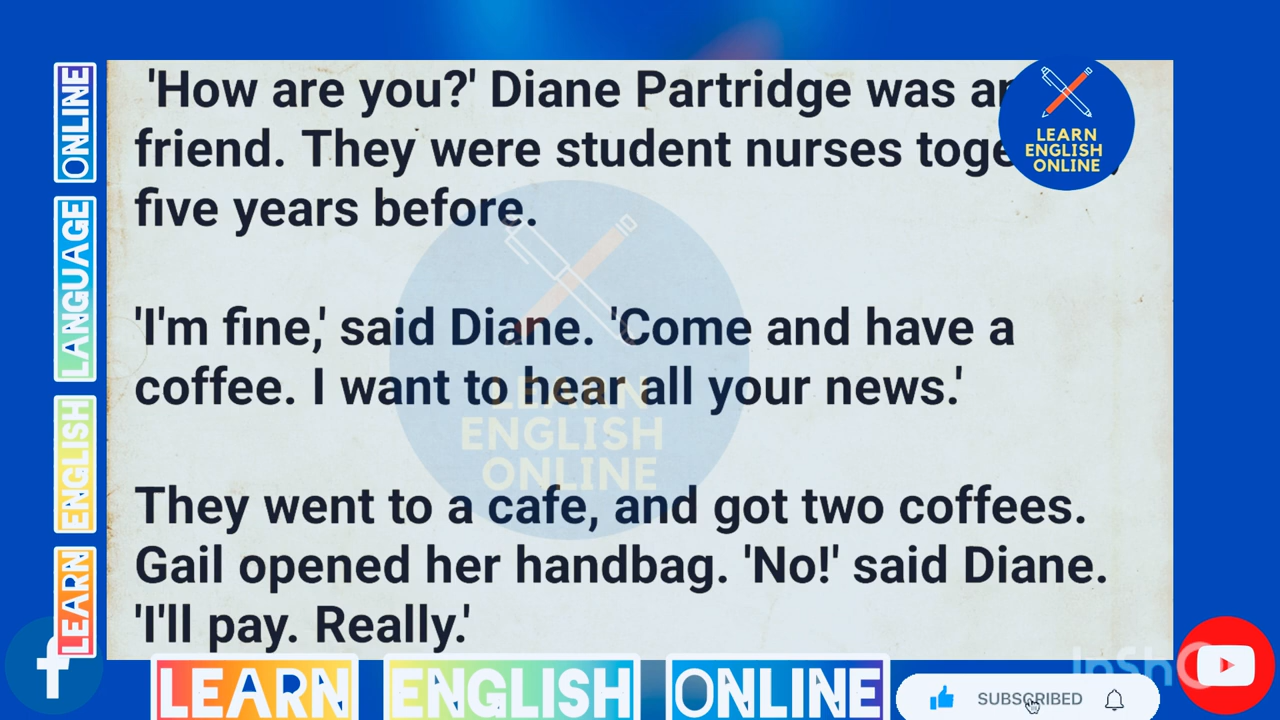 'How are you?' Diane Partridge was
friend. They were student nurses
five years before.
'I'm fine,' said Diane. 'Come and have a
coffee. I want to hear all your news.'
They went to a cafe, and got two coffees.
Gail opened her handbag. 'No!' said Diane.
'I'll pay. Really.'
LEARN
ENGLISH
ONLINE
LEARN
ENGLISH
ONLINE
LEARN ENGLISH LANGUAGE ONLINE
LEARN ENGLISH ONLINE
SUBSCRIBED